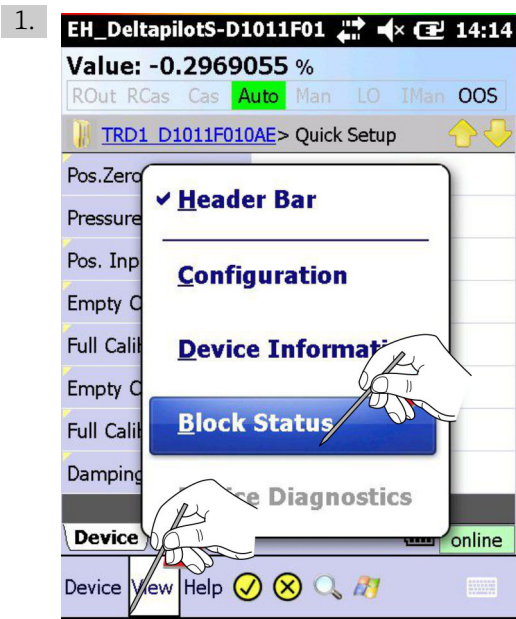 1.
EH_DeltapilotS-D1011F01 14:14
Value: -0.2969055 %
ROut RCas Cas Auto Man LO IMan OOS
TRD1_D1011F010AE> Quick Setup
Pos.Zero
Pressure
Pos. Inp
Empty C
Full Calib
Empty C
Full Calib
Damping
Header Bar
Configuration
Device Informati
Block Status
Diagnostics
Device
online
Device View Help